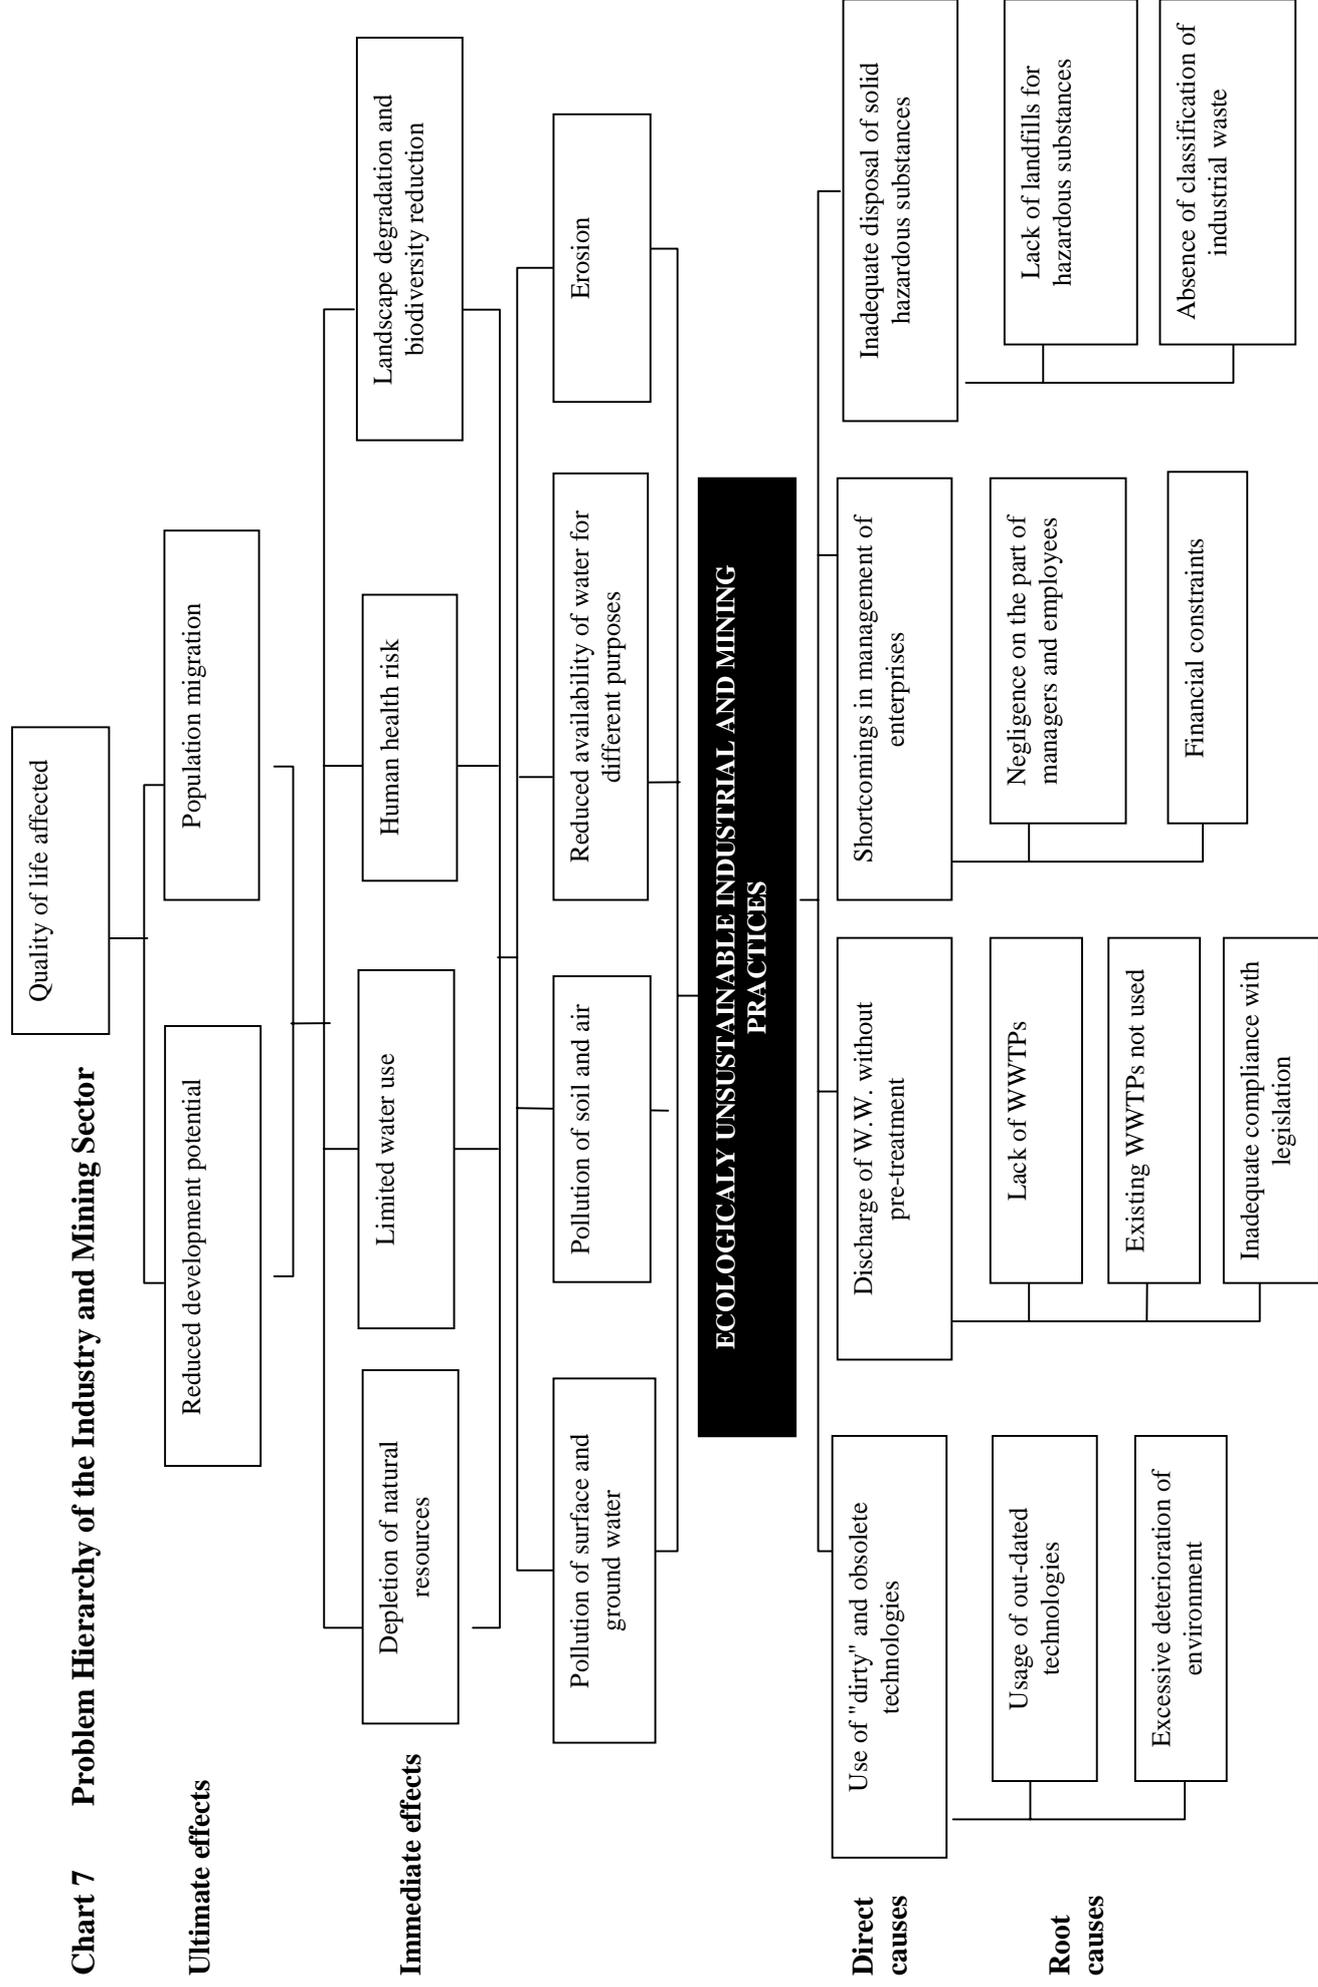 Chart 7 Problem Hierarchy of the Industry and Mining Sector
Quality of life affected
Ultimate effects
Reduced development potential
Population migration
Immediate effects
Depletion of natural
resources
Limited water use
Human health risk
Landscape degradation and
biodiversity reduction
Pollution of surface and
ground water
Pollution of soil and air
Reduced availability of water for
different purposes
Erosion
ECOLOGICALY UNSUSTAINABLE INDUSTRIAL AND MINING
PRACTICES
Direct
causes
Use of "dirty" and obsolete
technologies
Discharge of W.W. without
pre-treatment
Shortcomings in management of
enterprises
Inadequate disposal of solid
hazardous substances
Root
causes
Usage of out-dated
technologies
Excessive deterioration of
environment
Lack of WWTPs
Existing WWTPs not used
Inadequate compliance with
legislation
Negligence on the part of
managers and employees
Financial constraints
Lack of landfills for
hazardous substances
Absence of classification of
industrial waste